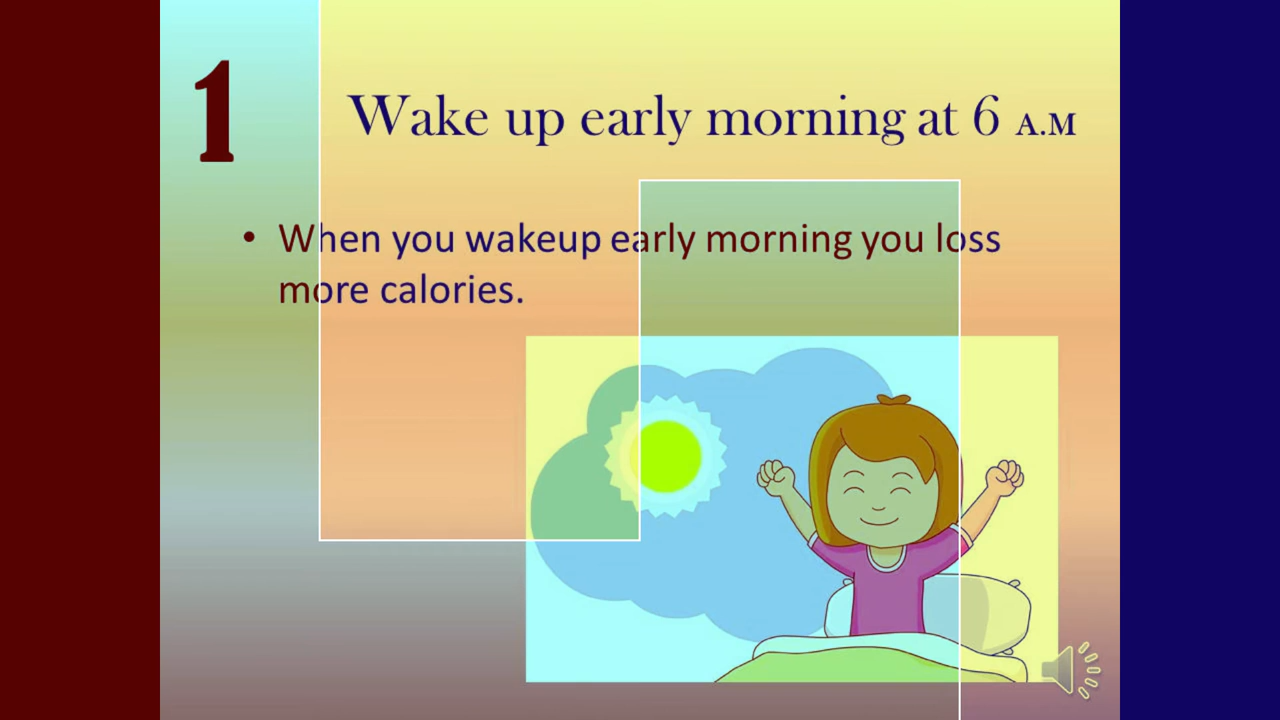 1
Wake up early morning at 6 A.M
• When you wakeup early morning you loss
more calories.